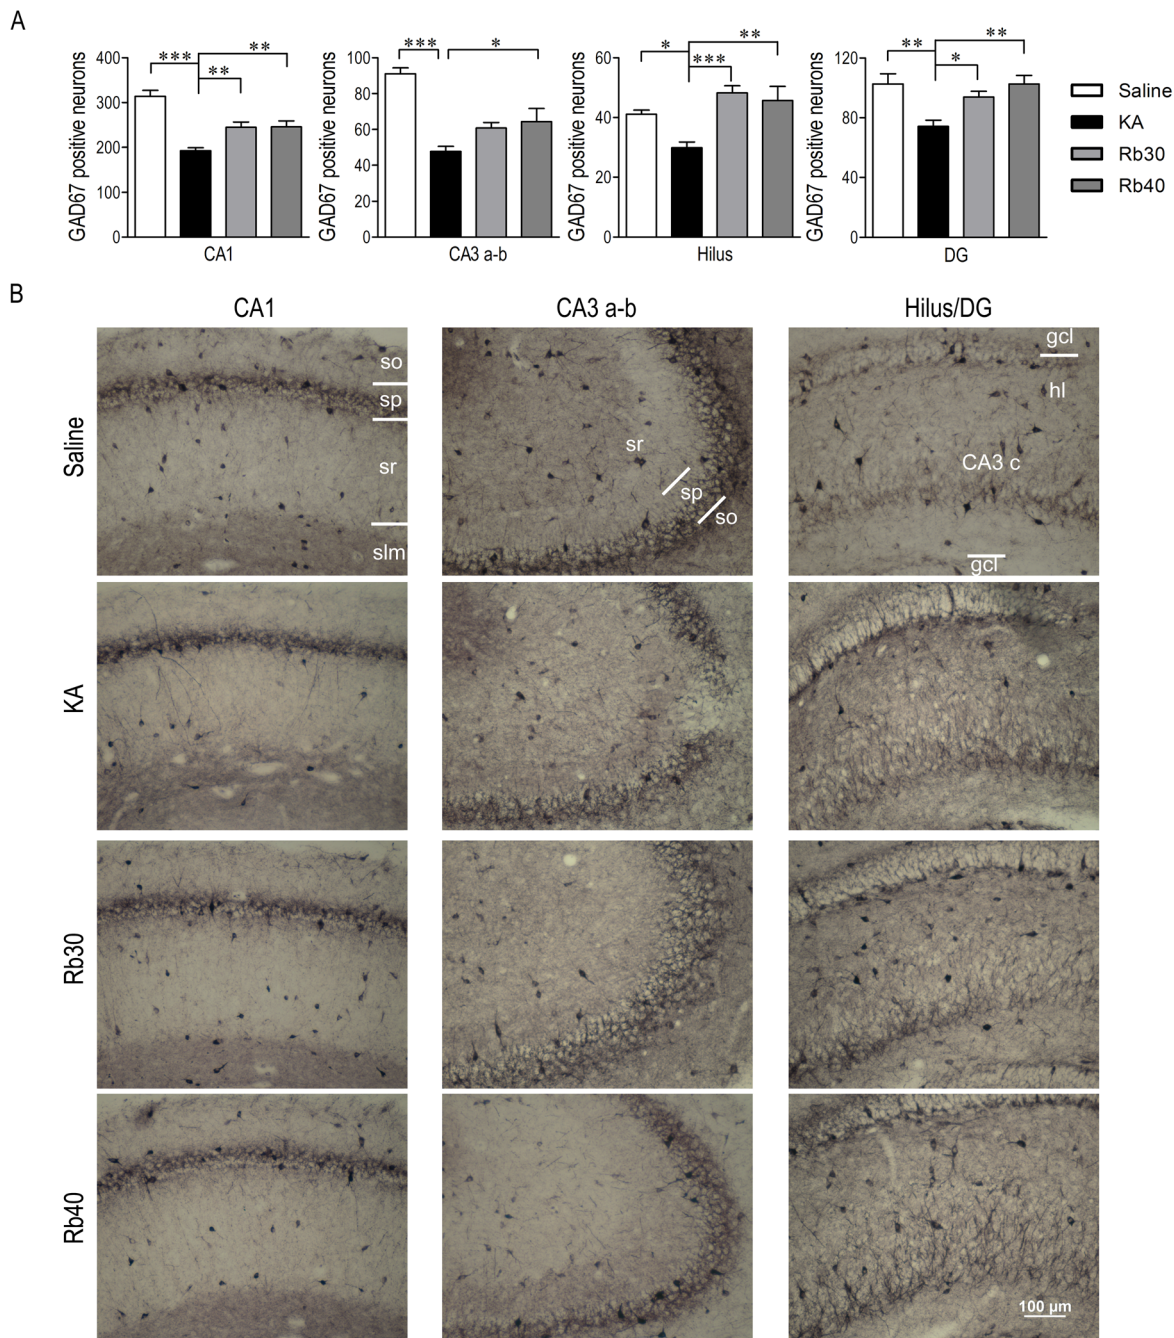 A
GAD67 positive neurons
400
300
200
100
0
*** ** **
CA1
GAD67 positive neurons
100
80
60
40
20
0
*** *
CA3 a-b
GAD67 positive neurons
60
40
20
0
* *** **
Hilus
GAD67 positive neurons
120
80
40
0
** * **
DG
Saline
KA
Rb30
Rb40
B
CA1 CA3 a-b Hilus/DG
Saline
so
sp
sr
slm
sr
sp
so
gcl
hl
CA3 c
gcl
KA
Rb30
Rb40
100 µm